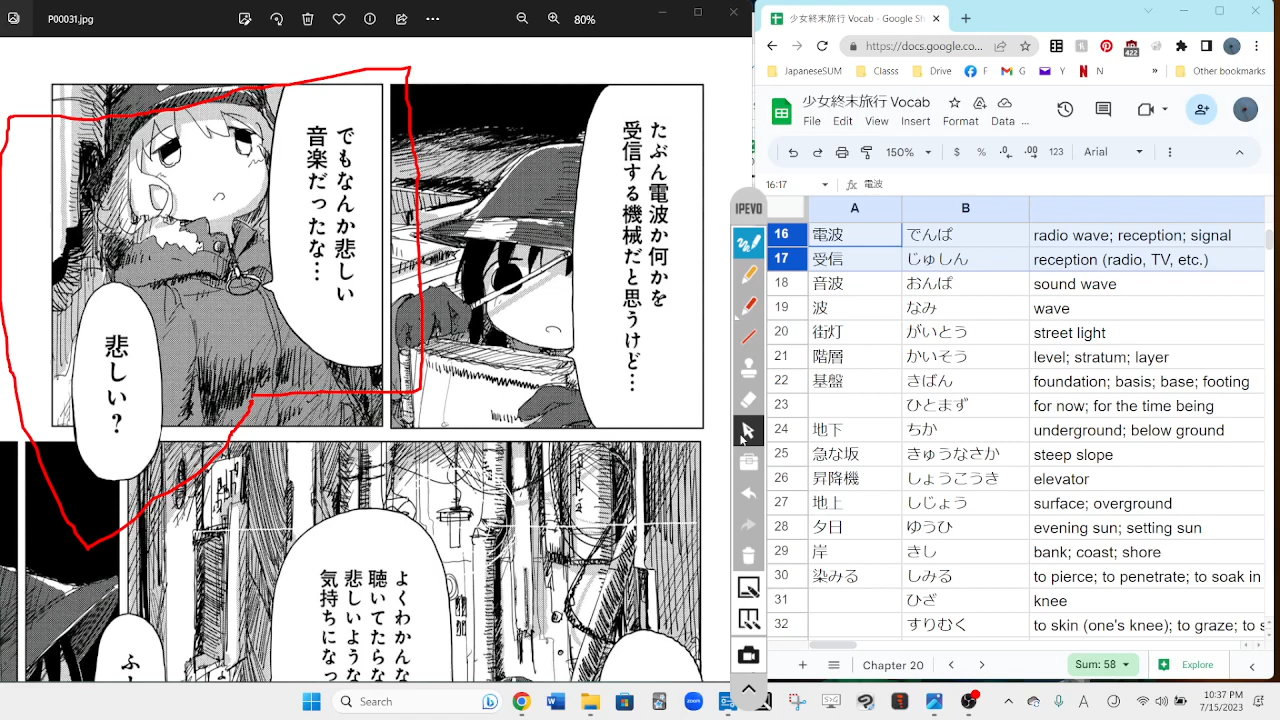 P00031.jpg
80%
たぶん電波か何かを
受信する機械だと思うけど…
でもなんか悲しい
音楽だったな…
悲しい？
よくわかんな
聴いてたらな
悲しいような
気持ちになっ
ふ
IPEVO
少女終末旅行 Vocab - Google Sh
https://docs.google.co...
JapaneseSUM
Classs
Drive
F
G
Y
N
»
Other bookmarks
少女終末旅行 Vocab
File Edit View Insert Format Data ...
150%
$ % .0 .00 Arial
16:17
fx 電波
A B
16 電波 でんぱ radio wave; reception; signal
17 受信 じゅしん reception (radio, TV, etc.)
18 音波 おんぱ sound wave
19 波 なみ wave
20 街灯 がいとう street light
21 階層 かいそう level; stratum; layer
22 基盤 きばん foundation; basis; base; footing
23 ひとまず for now; for the time being
24 地下 ちか underground; below ground
25 急な坂 きゅうなさか steep slope
26 昇降機 しょうこうき elevator
27 地上 しじょう surface; overground
28 夕日 ゆうひ evening sun; setting sun
29 岸 きし bank; coast; shore
30 染みる しみる to pierce; to penetrate; to soak in
31 ひざ knee
32 すりむく to skin (one's knee); to graze; to s
Chapter 20
Sum: 58
Explore
Search
zoom
10:37 PM
7/15/2023